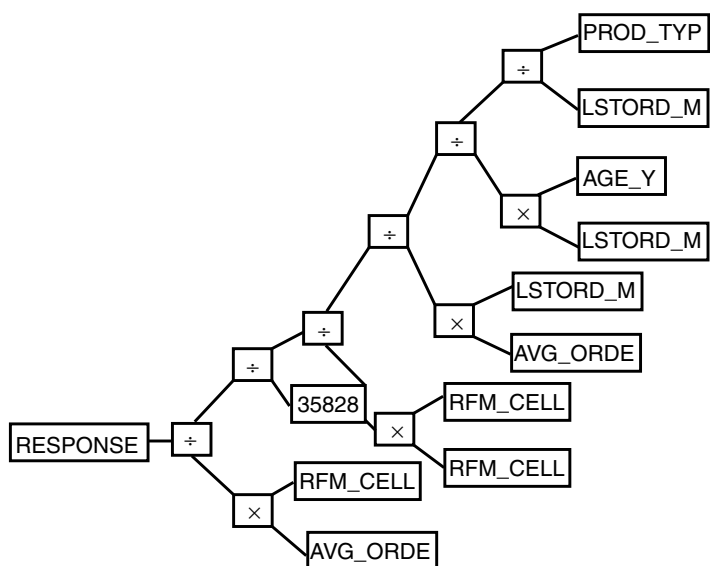 PROD_TYP
÷
LSTORD_M
÷
AGE_Y
×
LSTORD_M
÷
LSTORD_M
×
AVG_ORDE
÷
÷
35828
RFM_CELL
×
RFM_CELL
RESPONSE
÷
RFM_CELL
×
AVG_ORDE